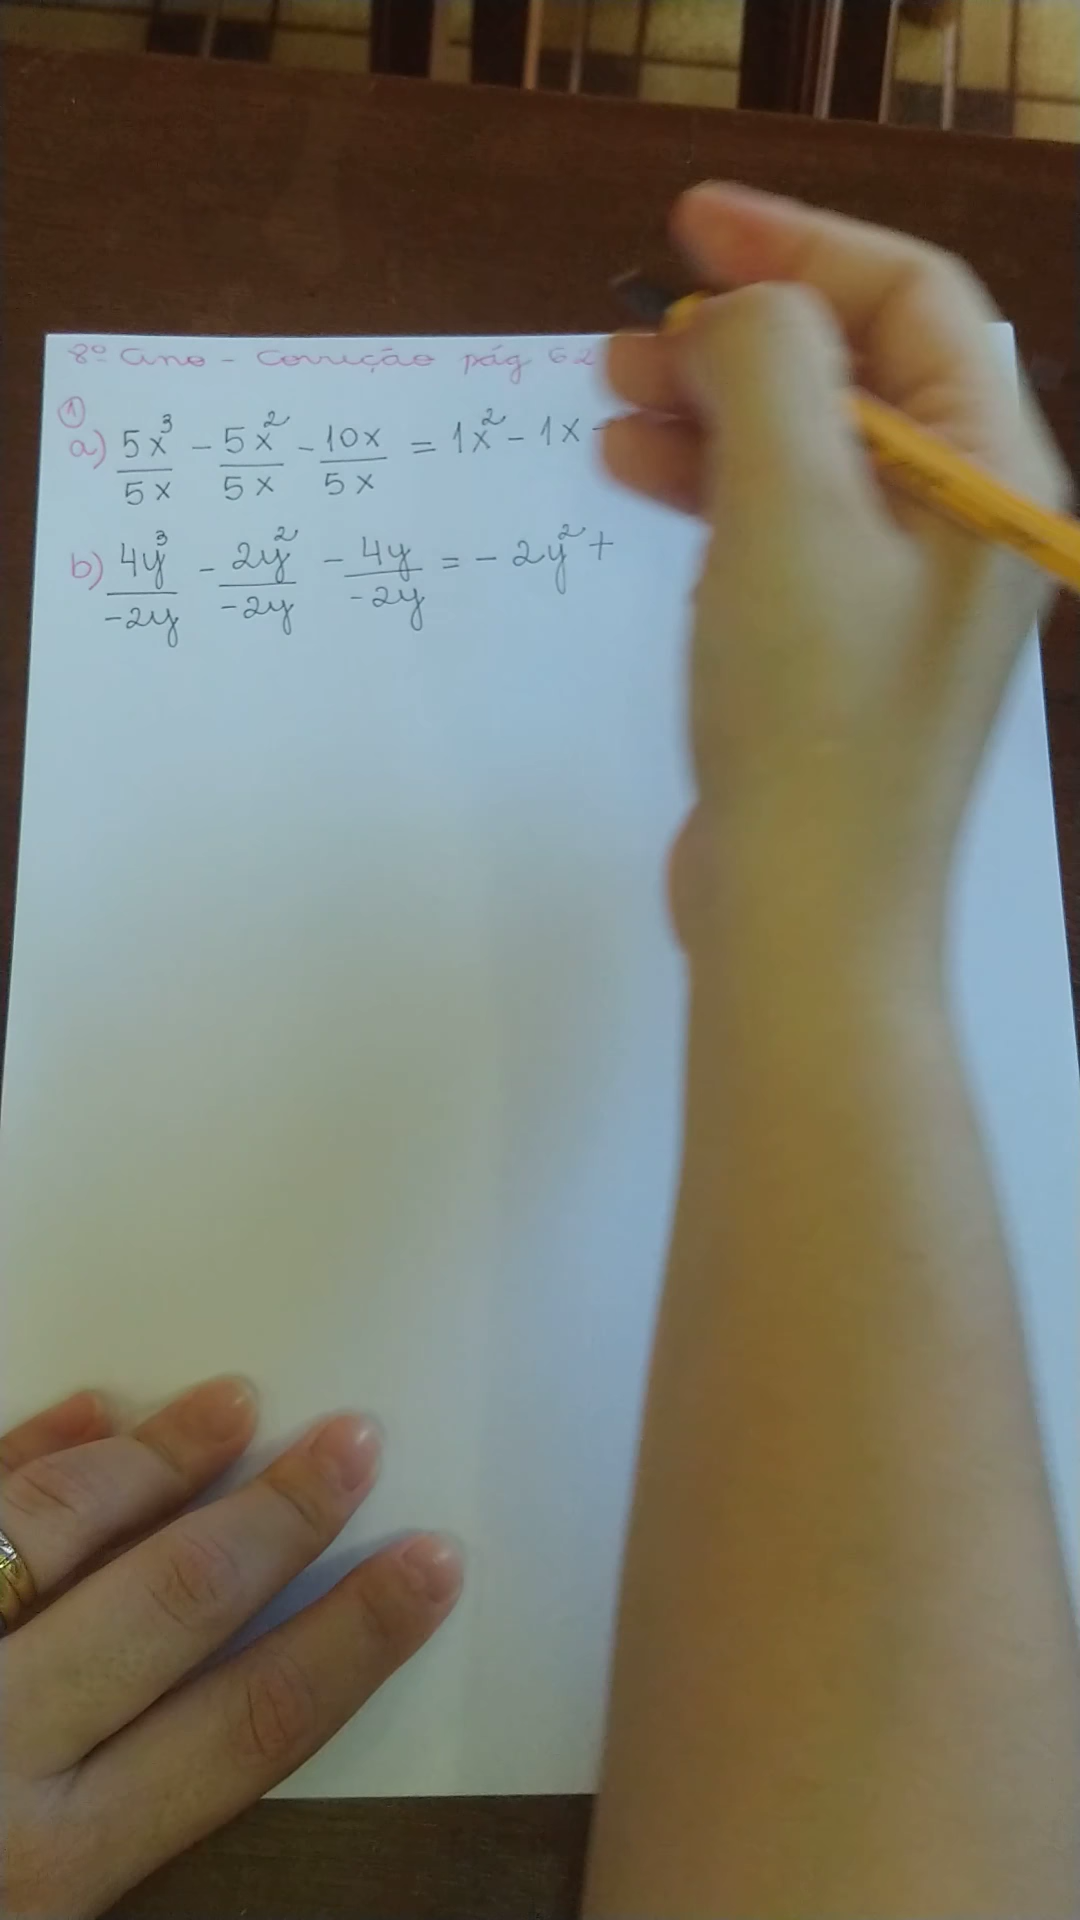 8º ano - Correção pág 62
①
a) 5x³/5x - 5x²/5x - 10x/5x = 1x² - 1x -
b) 4y³/-2y - 2y²/-2y - 4y/-2y = - 2y² +